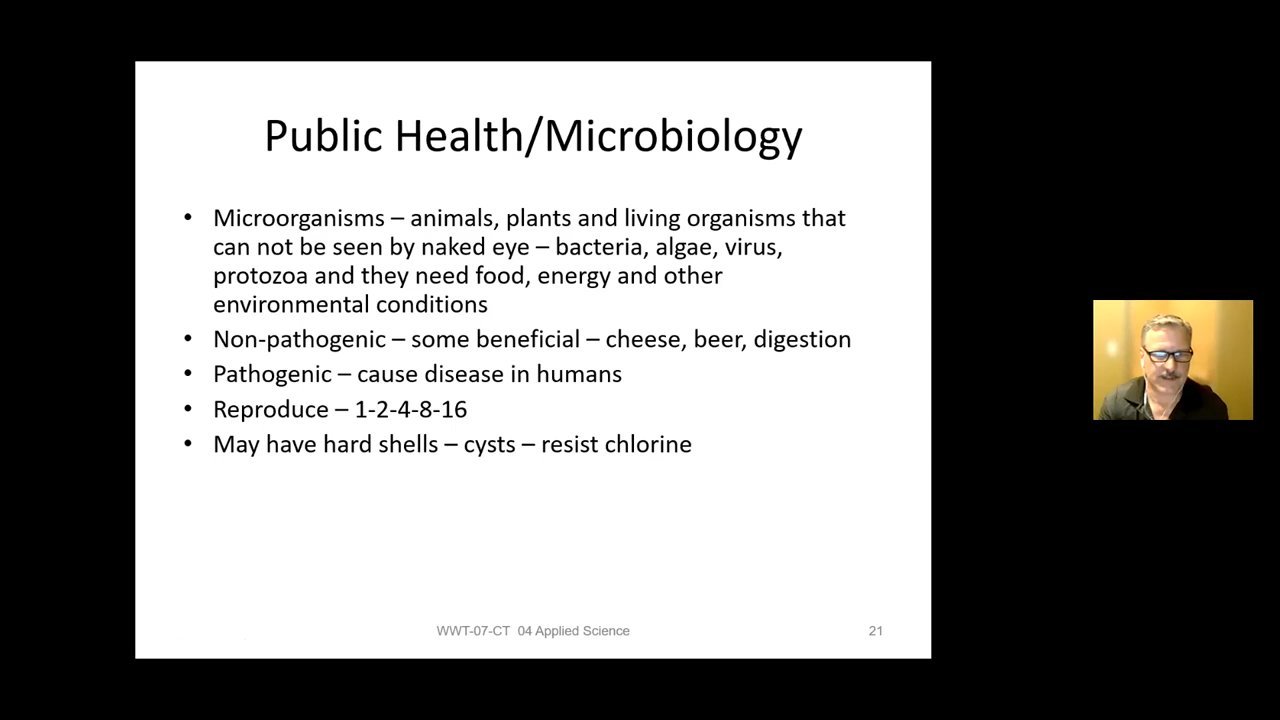 Public Health/Microbiology
• Microorganisms – animals, plants and living organisms that
can not be seen by naked eye – bacteria, algae, virus,
protozoa and they need food, energy and other
environmental conditions
• Non-pathogenic – some beneficial – cheese, beer, digestion
• Pathogenic – cause disease in humans
• Reproduce – 1-2-4-8-16
• May have hard shells – cysts – resist chlorine
WWT-07-CT 04 Applied Science
21